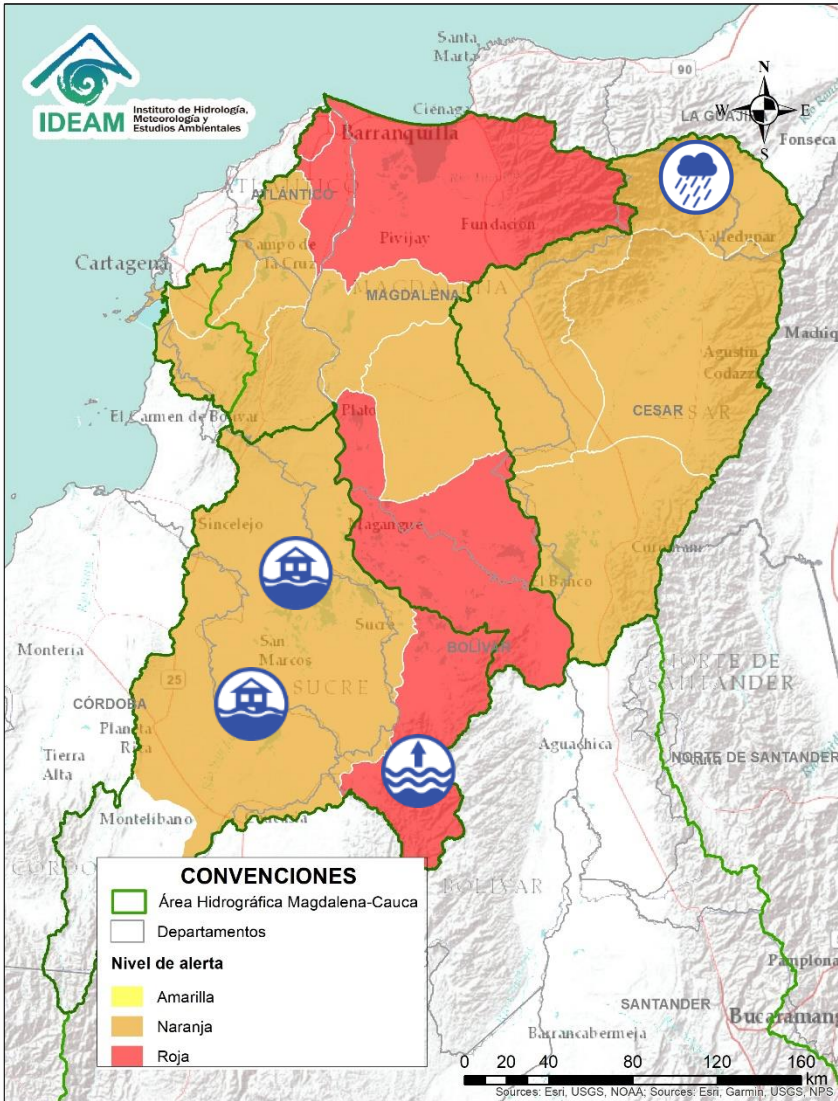 IDEAM
Instituto de Hidrología,
Meteorología y
Estudios Ambientales
Santa
Marta
90
N
W
E
S
Ciénaga
LA GUAJI
Fonseca
Barranquilla
ATLÁNTICO
Valledupar
Fundación
Pivijay
Campo de
la Cruz
Cartagena
MAGDALENA
Machiq
Agustín
Codazzi
CESAR
Plato
El Carmen de Bolívar
Sincelejo
Magangué
Curumaní
El Banco
Sucre
San
Marcos
BOLÍVAR
Montería
NORTE DE
SANTANDER
SUCRE
25
CÓRDOBA
Planeta
Rica
Aguachica
NORTE DE SANTANDER
Tierra
Alta
Montelíbano
BOLÍVAR
CONVENCIONES
Área Hidrográfica Magdalena-Cauca
Departamentos
Nivel de alerta
Amarilla
Naranja
Roja
Pamplona
SANTANDER
Bucaramang
Barrancabermeja
0 20 40 80 120 160
km
Sources: Esri, USGS, NOAA; Sources: Esri, Garmin, USGS, NPS